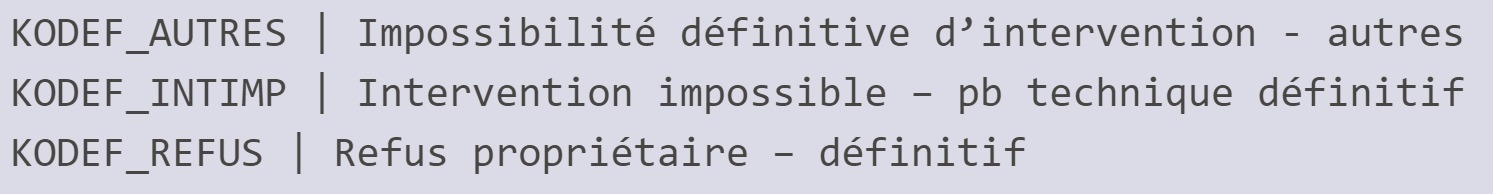 KODEF_AUTRES | Impossibilité définitive d’intervention - autres
KODEF_INTIMP | Intervention impossible – pb technique définitif
KODEF_REFUS | Refus propriétaire – définitif